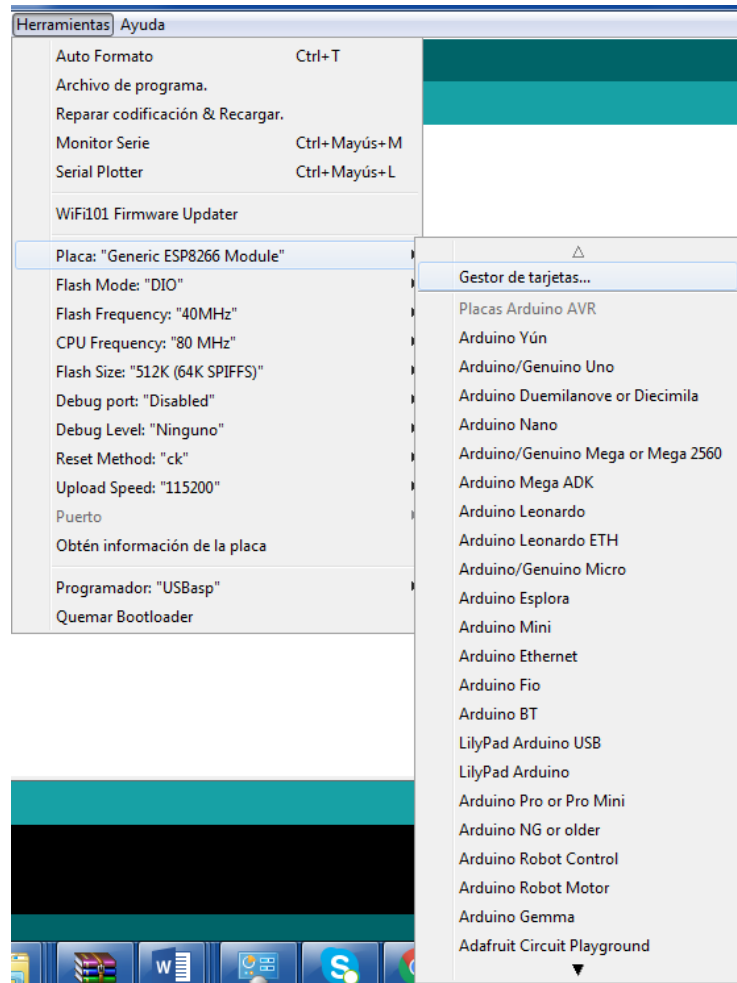 Herramientas Ayuda
Auto Formato Ctrl+T
Archivo de programa.
Reparar codificación & Recargar.
Monitor Serie Ctrl+Mayús+M
Serial Plotter Ctrl+Mayús+L
WiFi101 Firmware Updater
Placa: "Generic ESP8266 Module"
Flash Mode: "DIO"
Flash Frequency: "40MHz"
CPU Frequency: "80 MHz"
Flash Size: "512K (64K SPIFFS)"
Debug port: "Disabled"
Debug Level: "Ninguno"
Reset Method: "ck"
Upload Speed: "115200"
Puerto
Obtén información de la placa
Programador: "USBasp"
Quemar Bootloader
Gestor de tarjetas...
Placas Arduino AVR
Arduino Yún
Arduino/Genuino Uno
Arduino Duemilanove or Diecimila
Arduino Nano
Arduino/Genuino Mega or Mega 2560
Arduino Mega ADK
Arduino Leonardo
Arduino Leonardo ETH
Arduino/Genuino Micro
Arduino Esplora
Arduino Mini
Arduino Ethernet
Arduino Fio
Arduino BT
LilyPad Arduino USB
LilyPad Arduino
Arduino Pro or Pro Mini
Arduino NG or older
Arduino Robot Control
Arduino Robot Motor
Arduino Gemma
Adafruit Circuit Playground
W
S